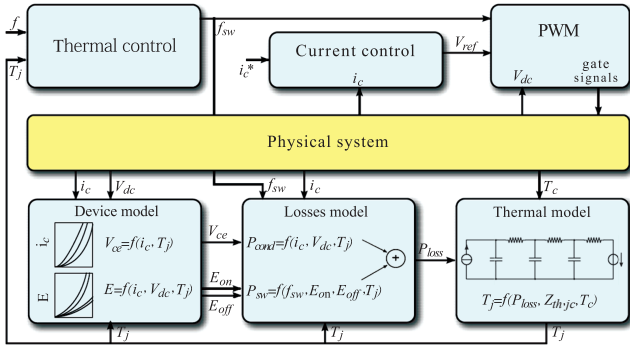 f
T_j
Thermal control
f_sw
i_c*
Current control
i_c
V_ref
PWM
V_dc
gate
signals
Physical system
i_c
V_dc
f_sw
i_c
T_c
Device model
i_c
V_ce=f(i_c,T_j)
E
E=f(i_c,V_dc,T_j)
T_j
V_ce
E_on
E_off
Losses model
P_cond=f(i_c,V_dc,T_j)
+
P_sw=f(f_sw,E_on,E_off,T_j)
T_j
P_loss
Thermal model
T_j=f(P_loss,Z_th,jc,T_c)
T_j